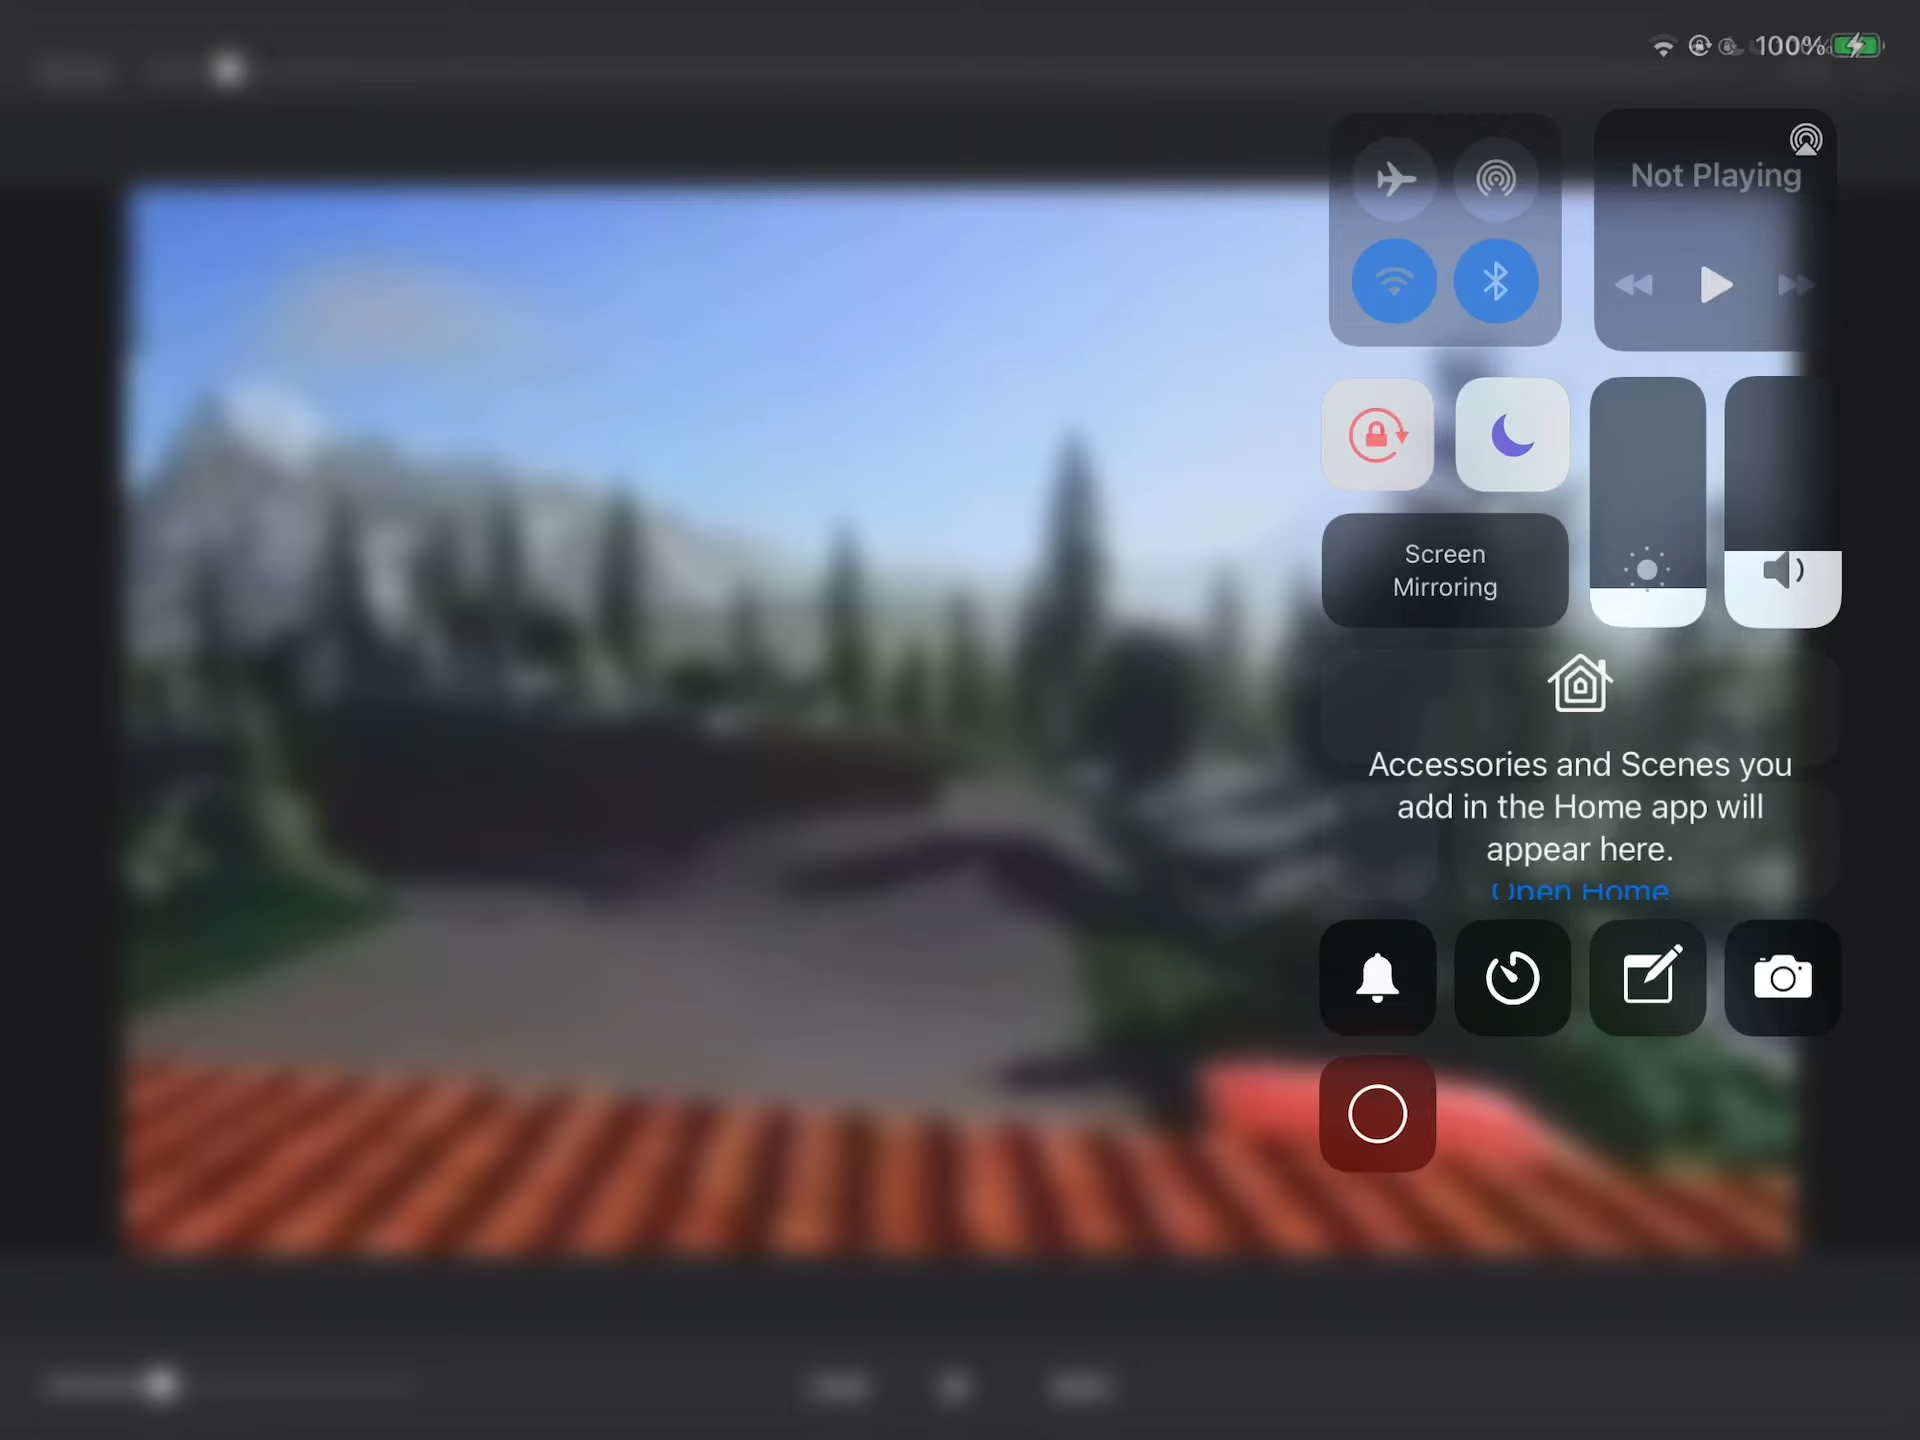 100%
Not Playing
Screen
Mirroring
Accessories and Scenes you
add in the Home app will
appear here.
Open Home